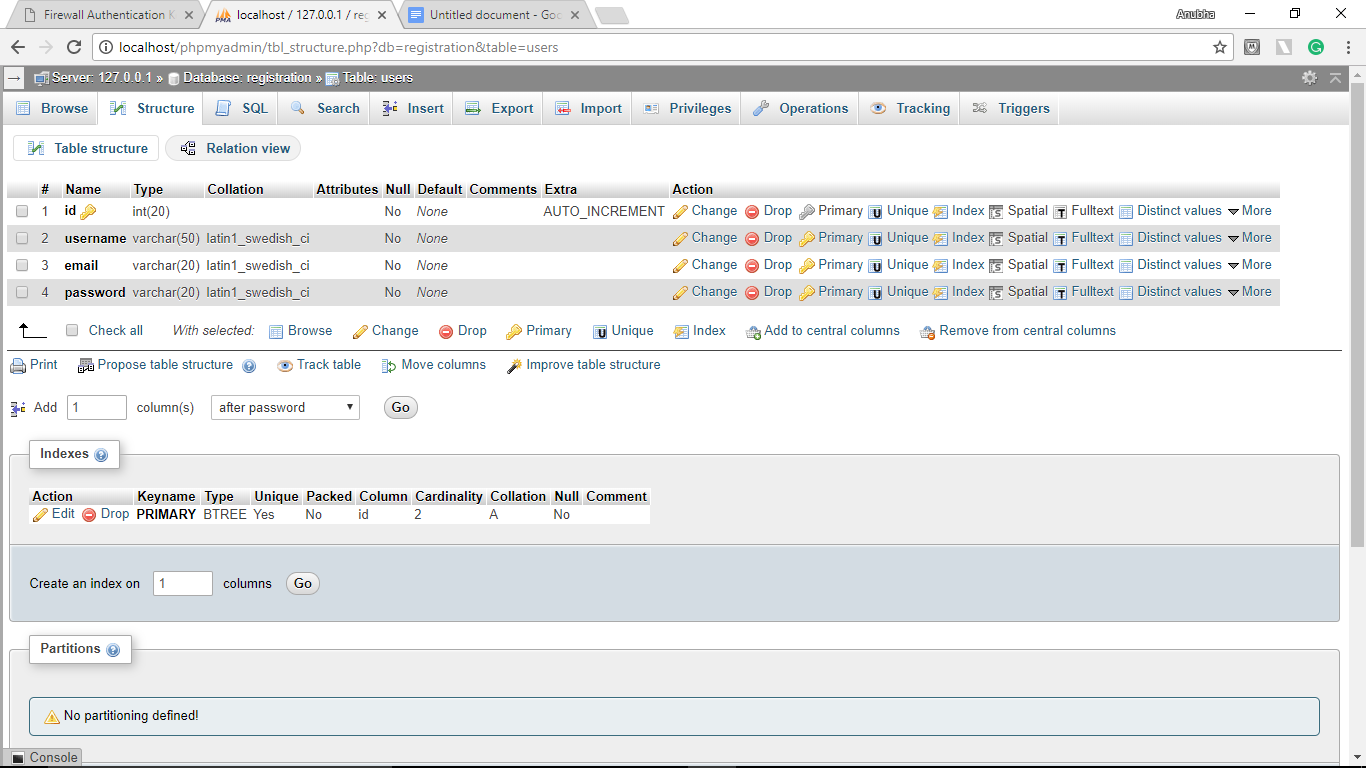 Firewall Authentication K
localhost / 127.0.0.1 / reg
Untitled document - Goo
Anubha
localhost/phpmyadmin/tbl_structure.php?db=registration&table=users
Server: 127.0.0.1 » Database: registration » Table: users
Browse Structure SQL Search Insert Export Import Privileges Operations Tracking Triggers
Table structure Relation view
# Name Type Collation Attributes Null Default Comments Extra Action
1 id int(20) No None AUTO_INCREMENT Change Drop Primary Unique Index Spatial Fulltext Distinct values More
2 username varchar(50) latin1_swedish_ci No None Change Drop Primary Unique Index Spatial Fulltext Distinct values More
3 email varchar(20) latin1_swedish_ci No None Change Drop Primary Unique Index Spatial Fulltext Distinct values More
4 password varchar(20) latin1_swedish_ci No None Change Drop Primary Unique Index Spatial Fulltext Distinct values More
Check all With selected: Browse Change Drop Primary Unique Index Add to central columns Remove from central columns
Print Propose table structure Track table Move columns Improve table structure
Add 1 column(s) after password Go
Indexes
Action Keyname Type Unique Packed Column Cardinality Collation Null Comment
Edit Drop PRIMARY BTREE Yes No id 2 A No
Create an index on 1 columns Go
Partitions
No partitioning defined!
Console